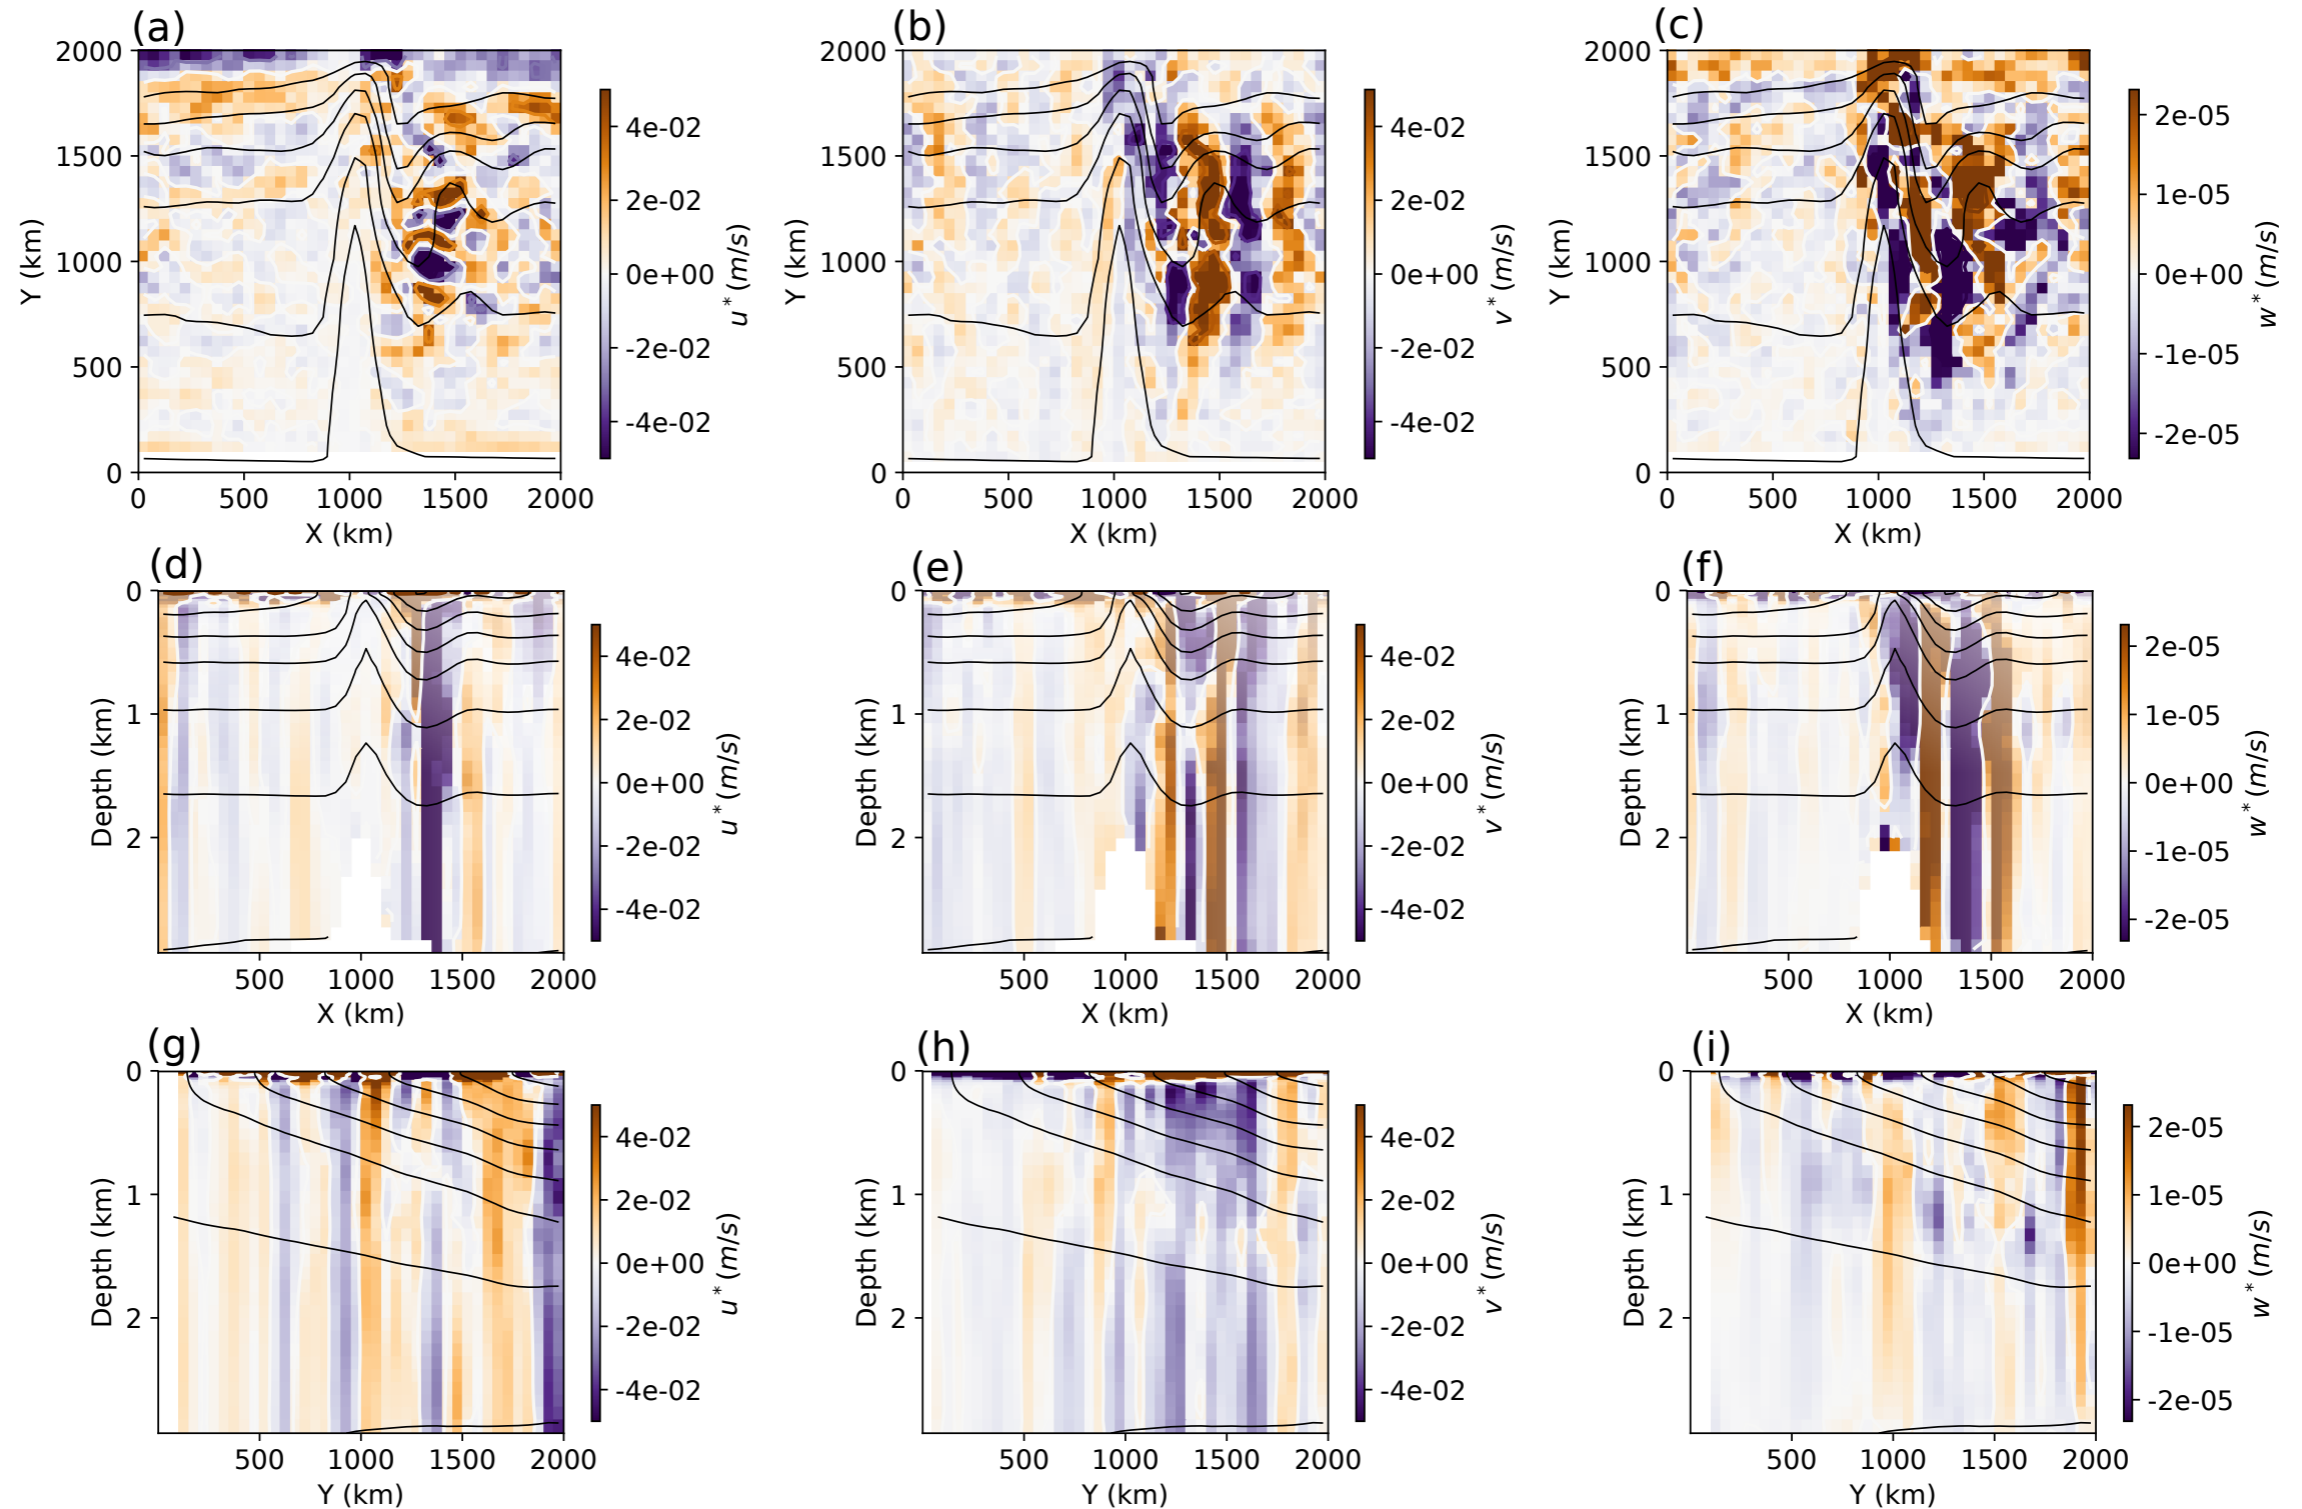 (a) (b) (c)
2000 2000 2000
4e-02 4e-02 2e-05
1500 1500 1500
2e-02 2e-02 1e-05
Y (km) 1000 0e+00 u* (m/s) Y (km) 1000 0e+00 v* (m/s) Y (km) 1000 0e+00 w* (m/s)
-2e-02 -2e-02 -1e-05
500 500 500
-4e-02 -4e-02 -2e-05
0 0 0
0 500 1000 1500 2000 0 500 1000 1500 2000 0 500 1000 1500 2000
X (km) X (km) X (km)
(d) (e) (f)
0 0 0
4e-02 4e-02 2e-05
1 2e-02 1 2e-02 1 1e-05
Depth (km) 0e+00 u* (m/s) Depth (km) 0e+00 v* (m/s) Depth (km) 0e+00 w* (m/s)
2 -2e-02 2 -2e-02 2 -1e-05
-4e-02 -4e-02 -2e-05
500 1000 1500 2000 500 1000 1500 2000 500 1000 1500 2000
X (km) X (km) X (km)
(g) (h) (i)
0 0 0
4e-02 4e-02 2e-05
1 2e-02 1 2e-02 1 1e-05
Depth (km) 0e+00 u* (m/s) Depth (km) 0e+00 v* (m/s) Depth (km) 0e+00 w* (m/s)
2 -2e-02 2 -2e-02 2 -1e-05
-4e-02 -4e-02 -2e-05
500 1000 1500 2000 500 1000 1500 2000 500 1000 1500 2000
Y (km) Y (km) Y (km)